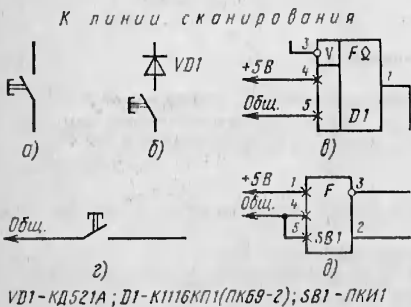 К линии сканирования
VD1
3 V FΩ
+5В 4
1
Общ. 5
D1
а) б) в)
+5В 1 F 3
Общ. 4
Общ.
5 SB1 2
г) д)
VD1-КД521А; D1-К1116КП1(ПКБ9-2); SB1-ПКИ1